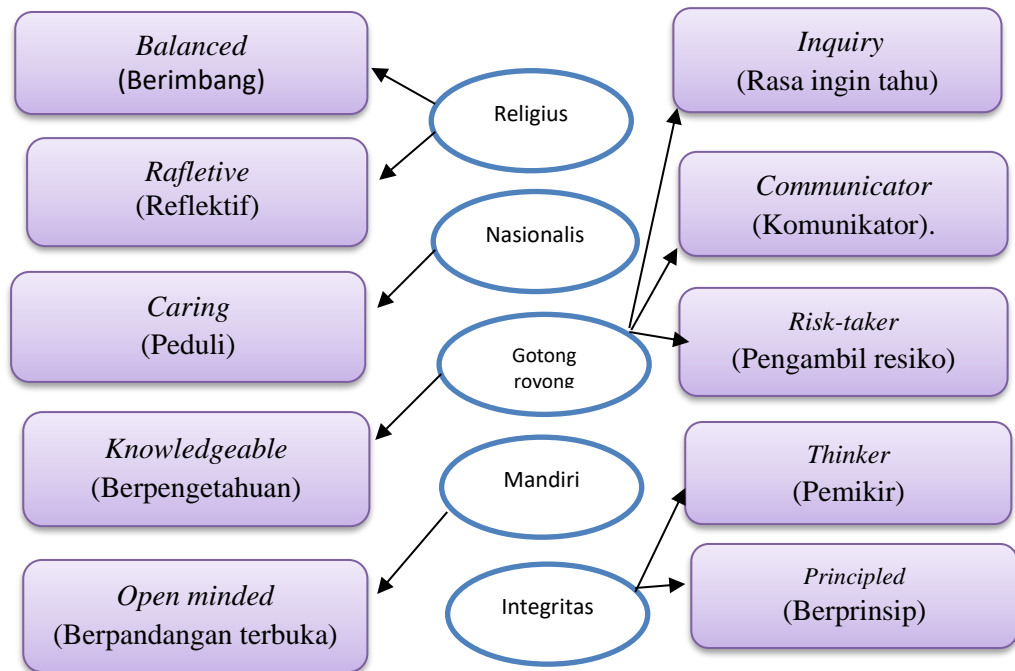 Balanced
(Berimbang)
Rafletive
(Reflektif)
Caring
(Peduli)
Knowledgeable
(Berpengetahuan)
Open minded
(Berpandangan terbuka)
Religius
Nasionalis
Gotong
rovong
Mandiri
Integritas
Inquiry
(Rasa ingin tahu)
Communicator
(Komunikator).
Risk-taker
(Pengambil resiko)
Thinker
(Pemikir)
Principled
(Berprinsip)